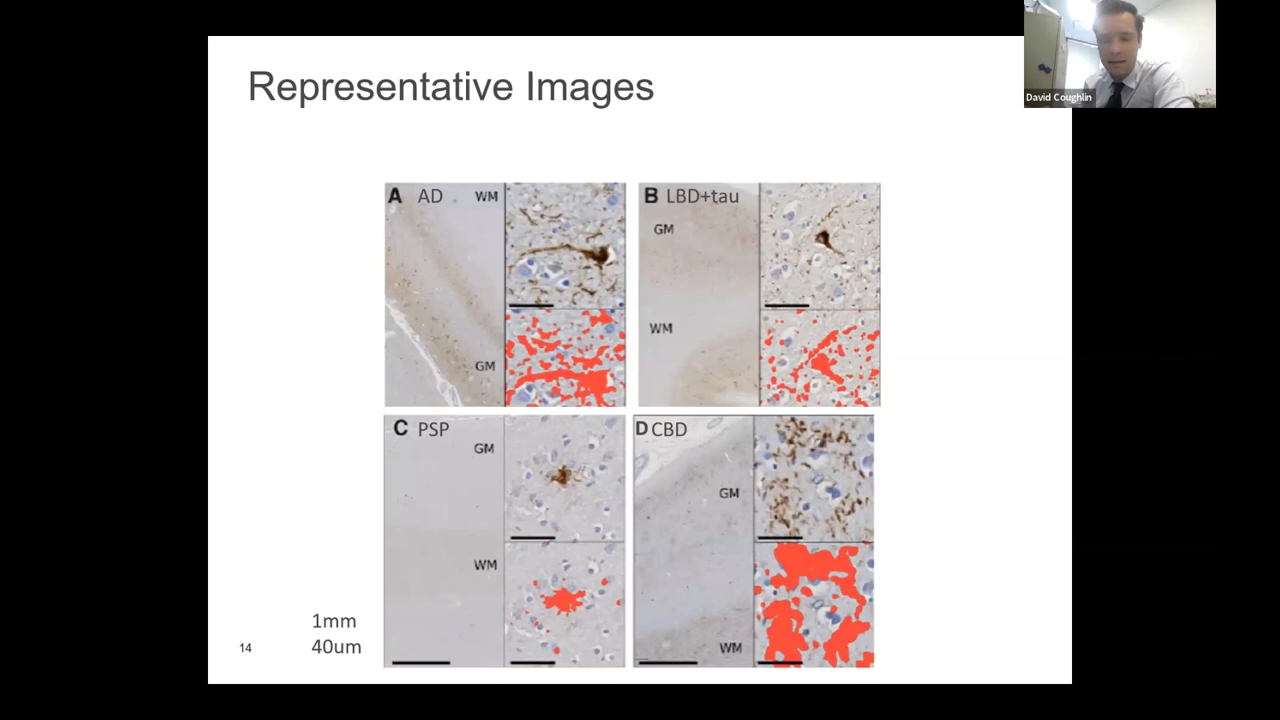 Representative Images
David Coughlin
A AD WM
GM
B LBD+tau
GM
WM
C PSP
GM
WM
D CBD
GM
WM
1mm
40um
14